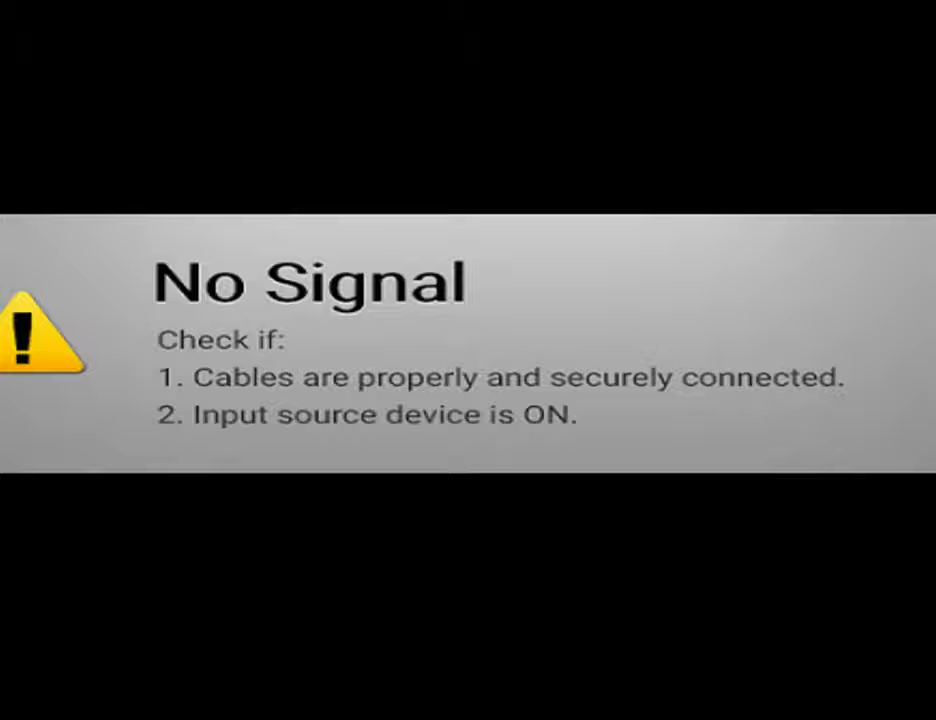 No Signal
Check if:
1. Cables are properly and securely connected.
2. Input source device is ON.